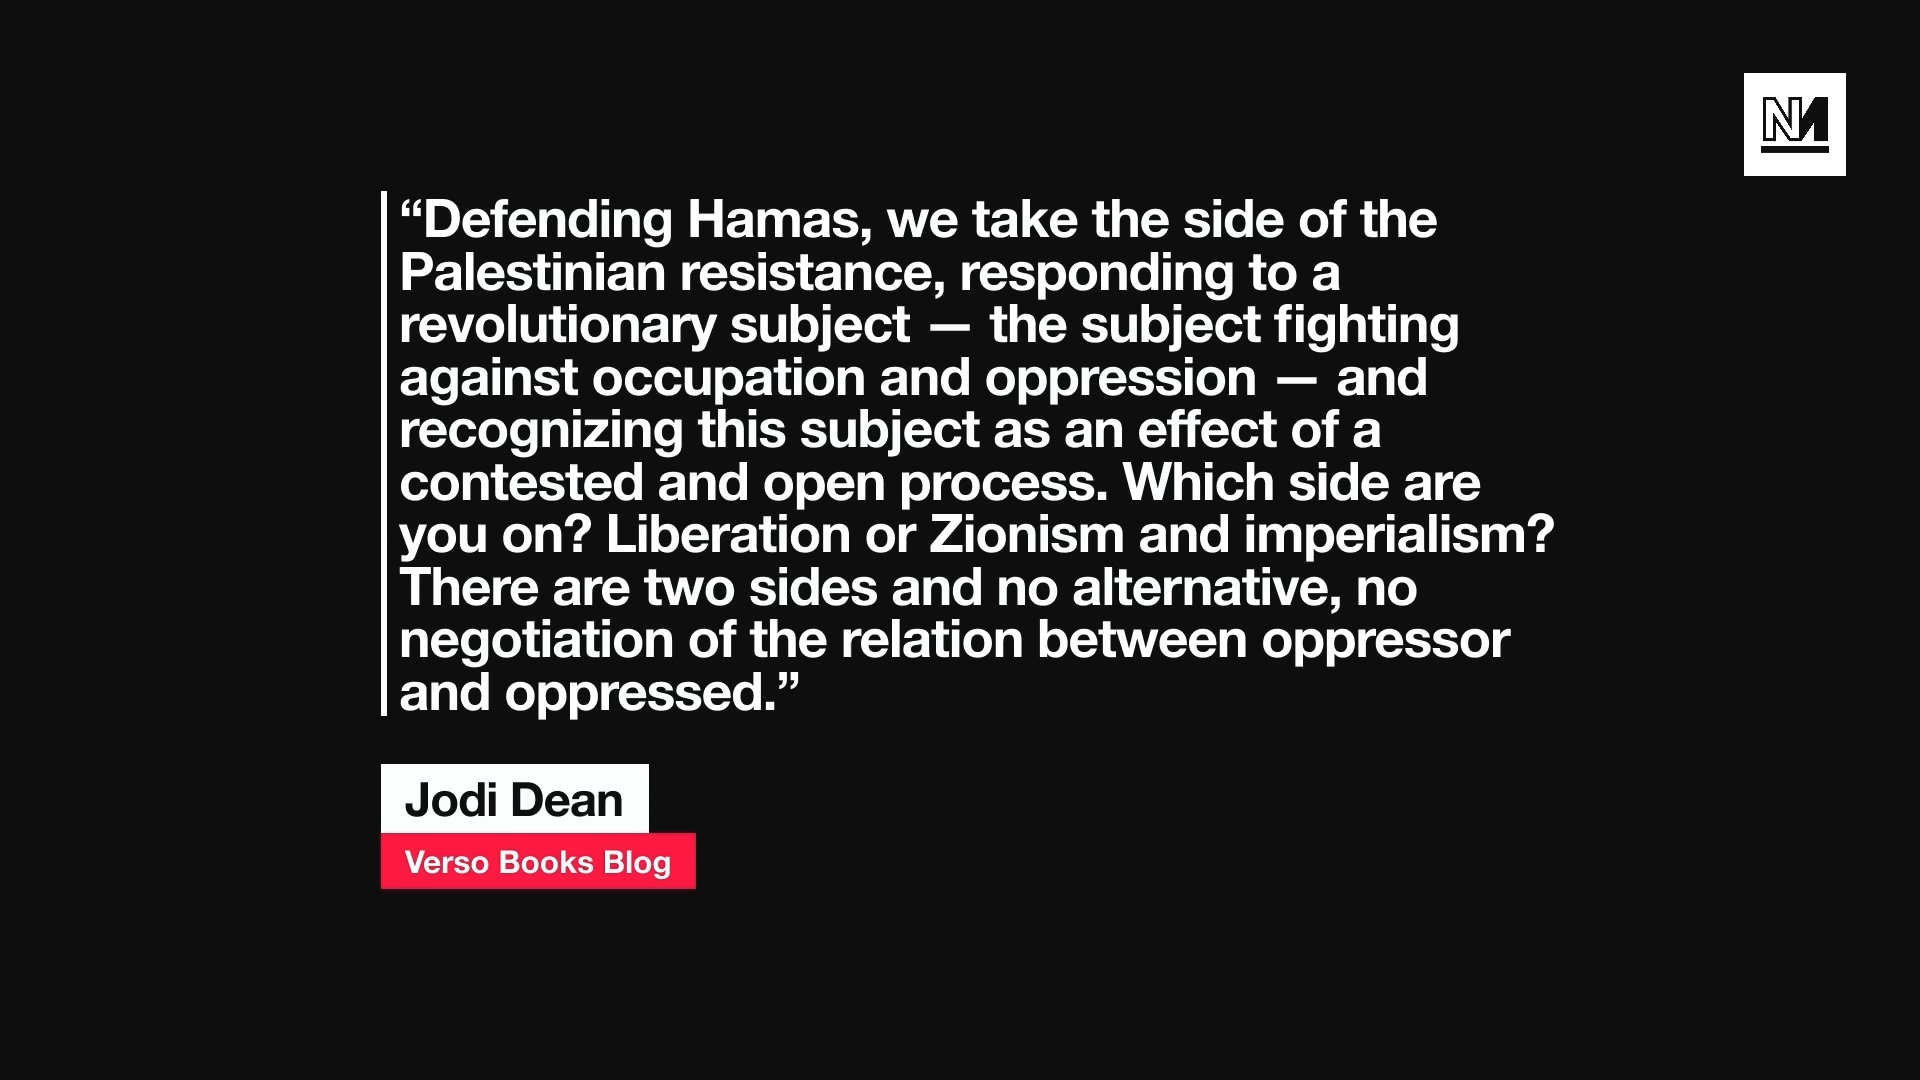 “Defending Hamas, we take the side of the
Palestinian resistance, responding to a
revolutionary subject — the subject fighting
against occupation and oppression — and
recognizing this subject as an effect of a
contested and open process. Which side are
you on? Liberation or Zionism and imperialism?
There are two sides and no alternative, no
negotiation of the relation between oppressor
and oppressed.”
Jodi Dean
Verso Books Blog